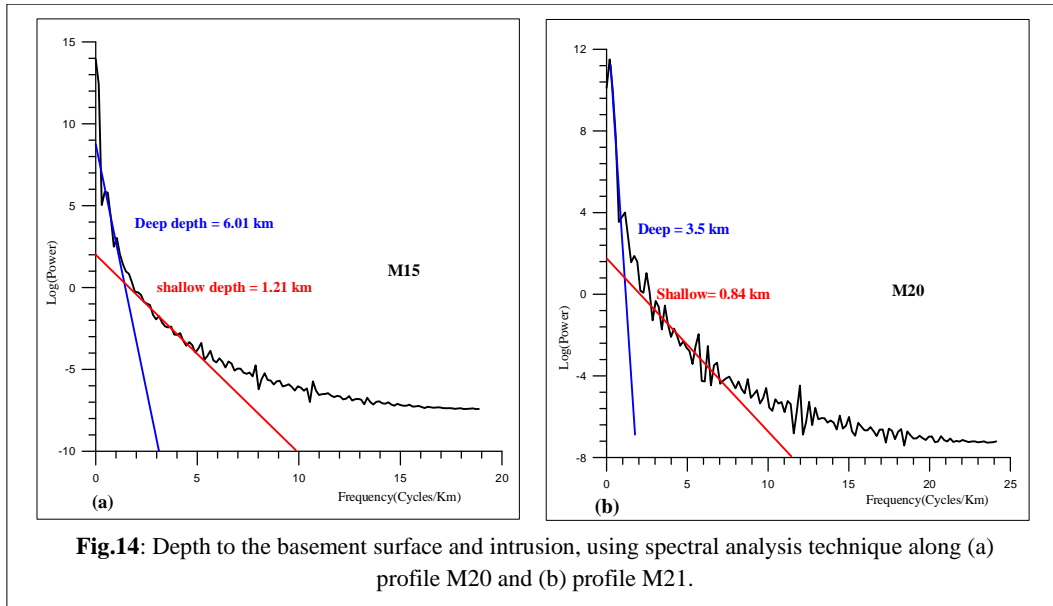 15
10
5
0
-5
-10
Log(Power)
Deep depth = 6.01 km
M15
shallow depth = 1.21 km
0 5 10 15 20
Frequency(Cycles/Km)
(a)
12
8
4
0
-4
-8
Log(Power)
Deep = 3.5 km
M20
Shallow= 0.84 km
0 5 10 15 20 25
Frequency(Cycles/Km)
(b)
Fig.14: Depth to the basement surface and intrusion, using spectral analysis technique along (a)
profile M20 and (b) profile M21.